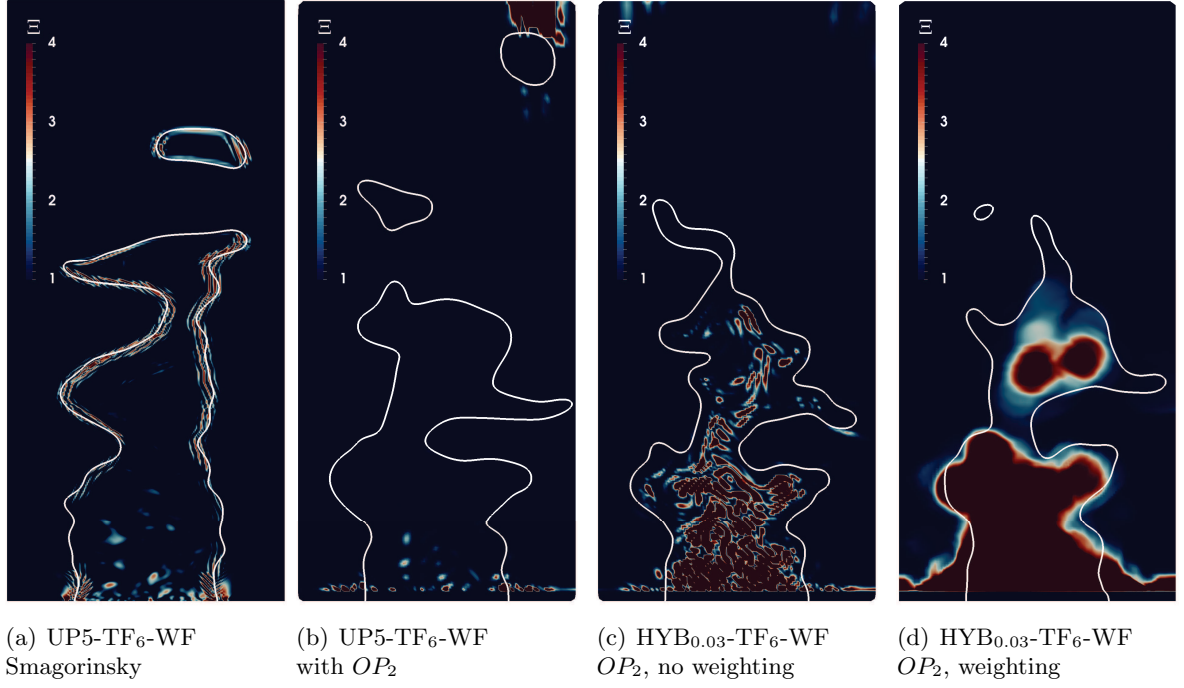 Ξ
4
3
2
1
Ξ
4
3
2
1
Ξ
4
3
2
1
Ξ
4
3
2
1
(a) UP5-TF₆-WF
Smagorinsky
(b) UP5-TF₆-WF
with OP₂
(c) HYB₀.₀₃-TF₆-WF
OP₂, no weighting
(d) HYB₀.₀₃-TF₆-WF
OP₂, weighting